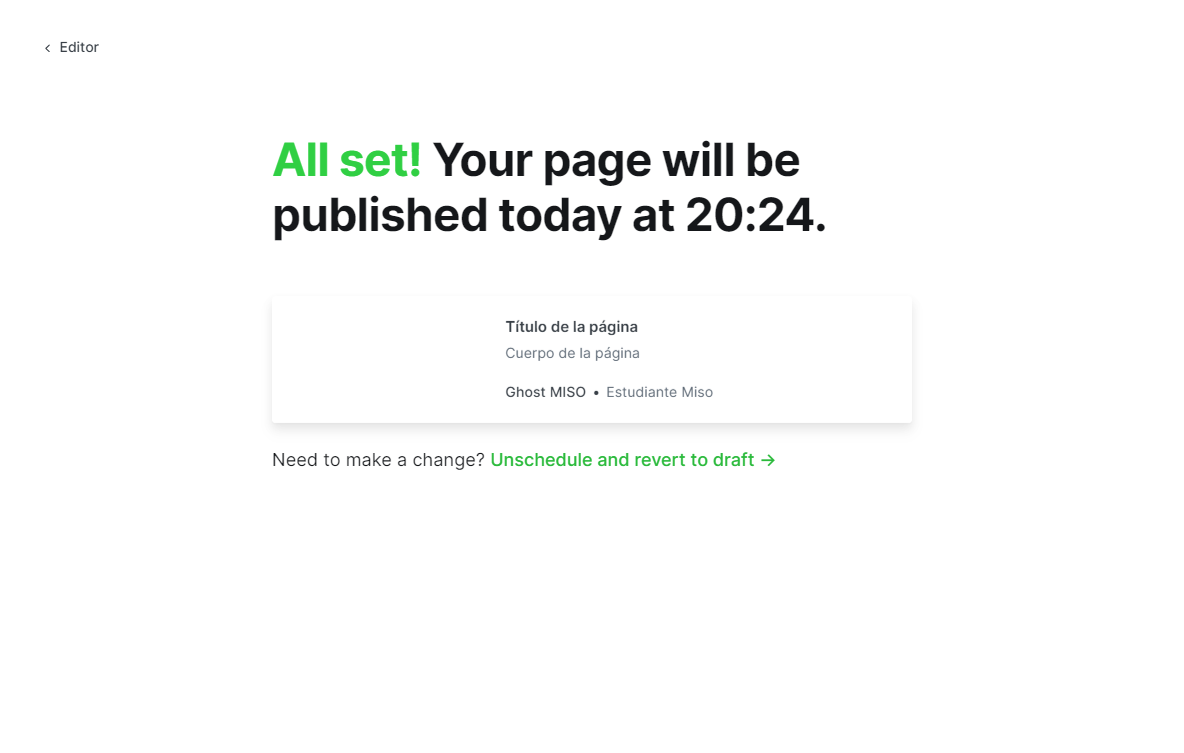 Editor
All set! Your page will be
published today at 20:24.
Título de la página
Cuerpo de la página
Ghost MISO • Estudiante Miso
Need to make a change? Unschedule and revert to draft →